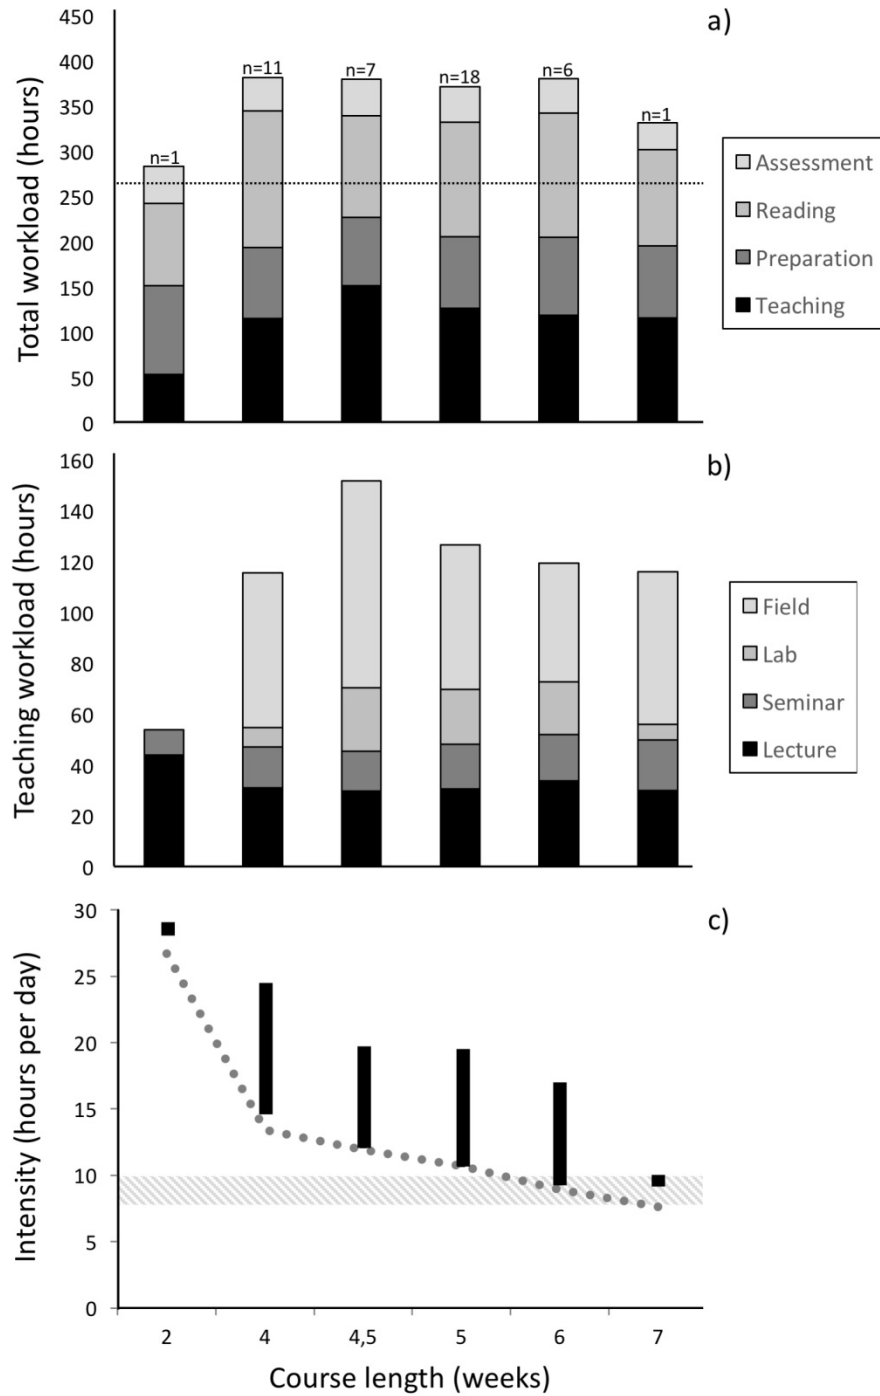 a)
Total workload (hours)
450
400
350
300
250
200
150
100
50
0
n=1
n=11
n=7
n=18
n=6
n=1
Assessment
Reading
Preparation
Teaching
b)
Teaching workload (hours)
160
140
120
100
80
60
40
20
0
Field
Lab
Seminar
Lecture
c)
Intensity (hours per day)
30
25
20
15
10
5
0
2 4 4,5 5 6 7
Course length (weeks)